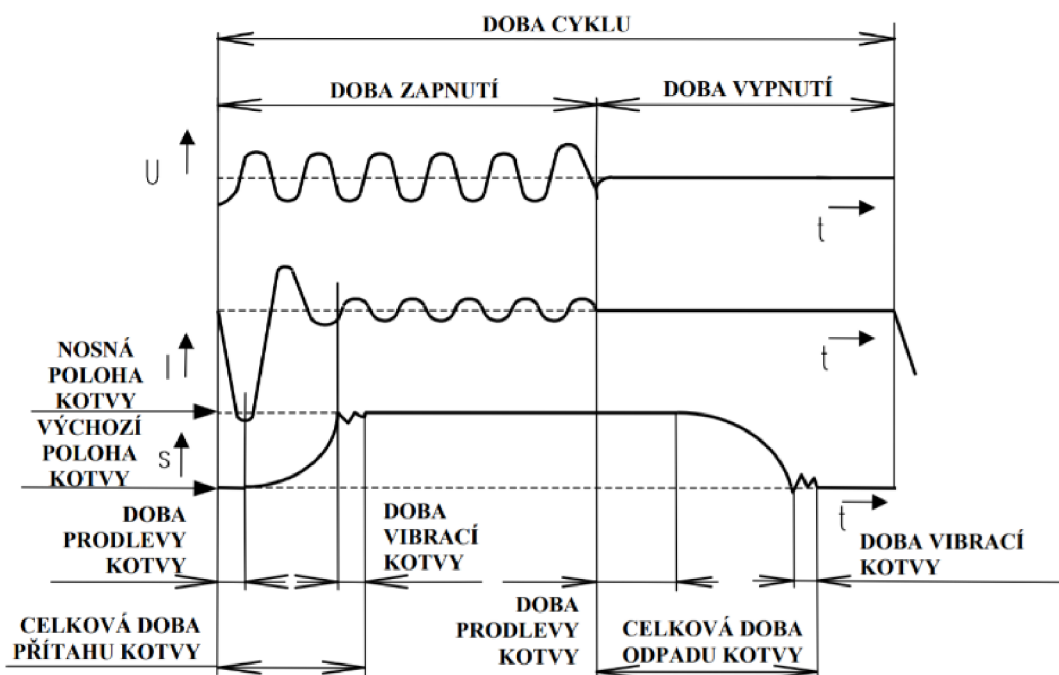 DOBA CYKLU
DOBA ZAPNUTÍ
DOBA VYPNUTÍ
U
t
I
t
NOSNÁ
POLOHA
KOTVY
VÝCHOZÍ
POLOHA
KOTVY
s
t
DOBA
PRODLEVY
KOTVY
DOBA
VIBRACÍ
KOTVY
DOBA VIBRACÍ
KOTVY
CELKOVÁ DOBA
PŘÍTAHU KOTVY
DOBA
PRODLEVY
KOTVY
CELKOVÁ DOBA
ODPADU KOTVY